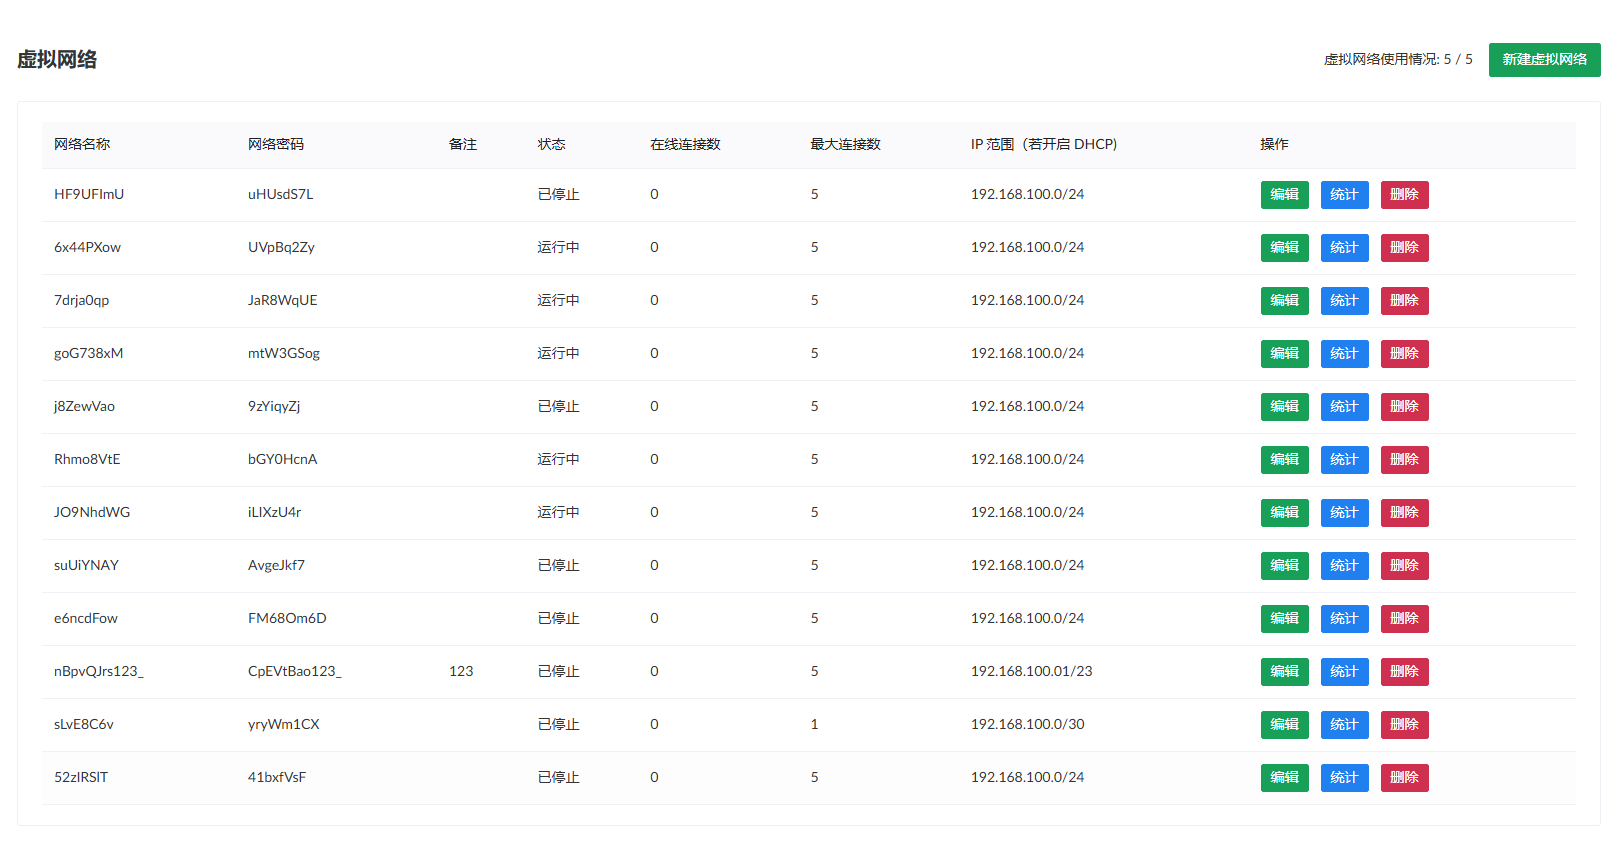 虚拟网络
虚拟网络使用情况: 5 / 5 新建虚拟网络
网络名称 网络密码 备注 状态 在线连接数 最大连接数 IP 范围（若开启 DHCP） 操作
HF9UFImU uHUsdS7L 已停止 0 5 192.168.100.0/24 编辑 统计 删除
6x44PXow UVpBq2Zy 运行中 0 5 192.168.100.0/24 编辑 统计 删除
7drja0qp JaR8WqUE 运行中 0 5 192.168.100.0/24 编辑 统计 删除
goG738xM mtW3GSog 运行中 0 5 192.168.100.0/24 编辑 统计 删除
j8ZewVao 9zYiqyZj 已停止 0 5 192.168.100.0/24 编辑 统计 删除
Rhmo8VtE bGY0HcnA 运行中 0 5 192.168.100.0/24 编辑 统计 删除
JO9NhdWG iLIXzU4r 运行中 0 5 192.168.100.0/24 编辑 统计 删除
suUiYNAY AvgeJkf7 已停止 0 5 192.168.100.0/24 编辑 统计 删除
e6ncdFow FM68Om6D 已停止 0 5 192.168.100.0/24 编辑 统计 删除
nBpvQJrs123_ CpEVtBao123_ 123 已停止 0 5 192.168.100.01/23 编辑 统计 删除
sLvE8C6v yryWm1CX 已停止 0 1 192.168.100.0/30 编辑 统计 删除
52zIRSIT 41bxfVsF 已停止 0 5 192.168.100.0/24 编辑 统计 删除